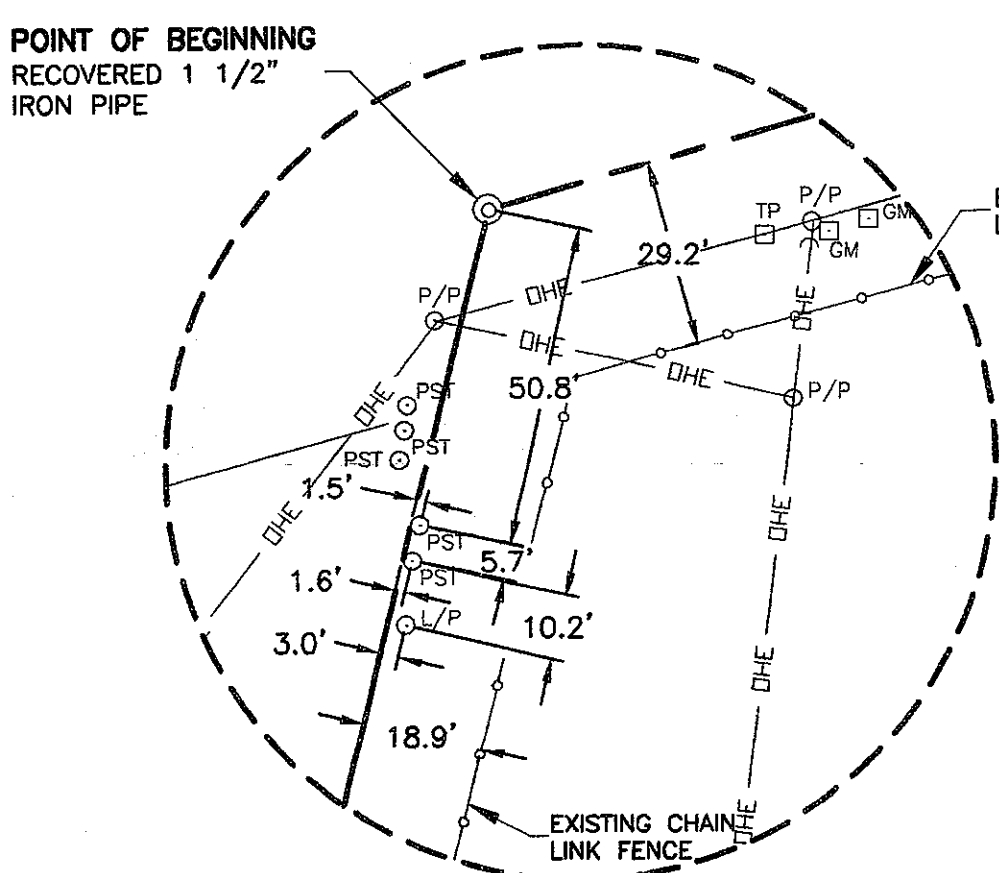 POINT OF BEGINNING
RECOVERED 1 1/2"
IRON PIPE
P/P
TP
GM
GM
29.2'
OHE
P/P
OHE
OHE
OHE
P/P
50.8'
PST
OHE
PST
PST
1.5'
OHE
OHE
PST
5.7'
PST
1.6'
L/P
10.2'
3.0'
OHE
18.9'
EXISTING CHAIN
LINK FENCE
OHE